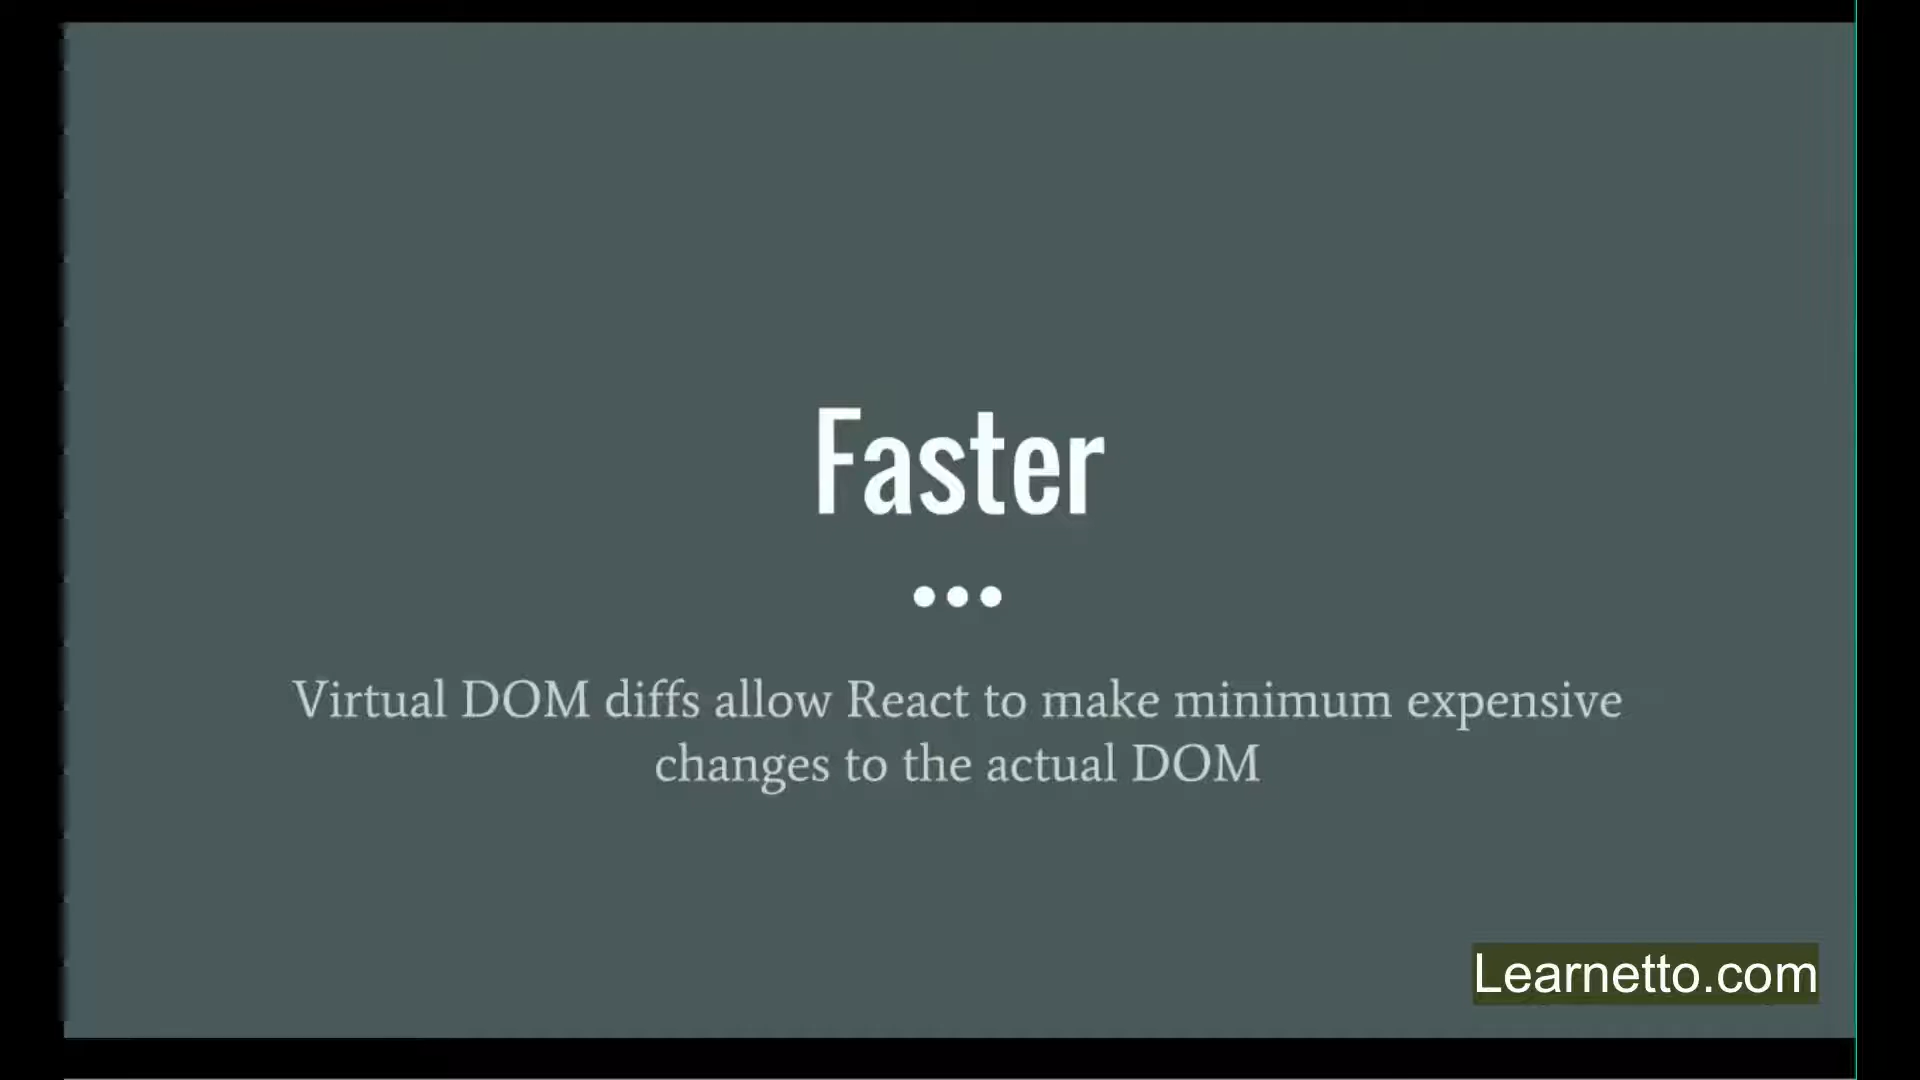 Faster
Virtual DOM diffs allow React to make minimum expensive
changes to the actual DOM
Learnetto.com